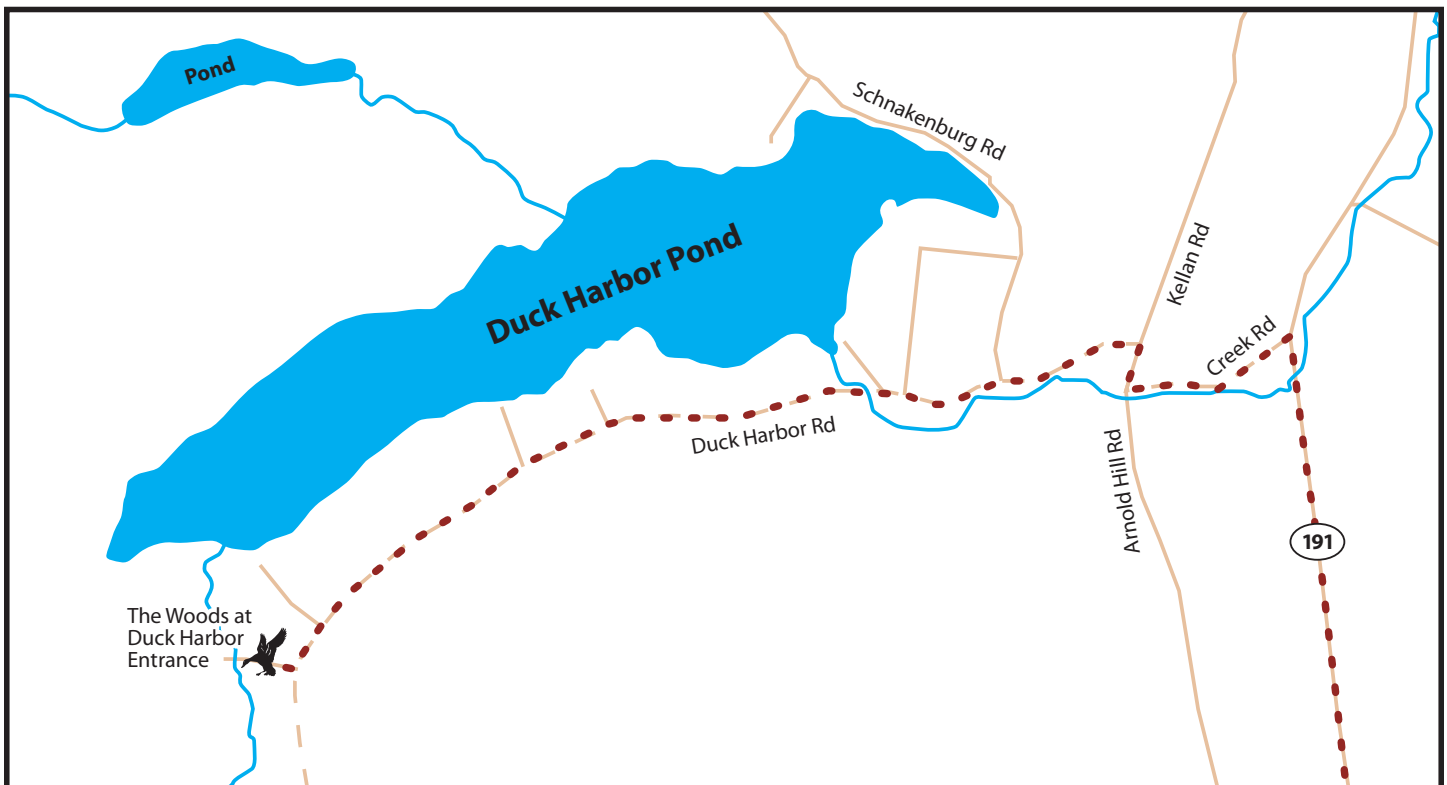 Pond
Schnakenburg Rd
Duck Harbor Pond
Kellan Rd
Creek Rd
Duck Harbor Rd
Arnold Hill Rd
191
The Woods at
Duck Harbor
Entrance